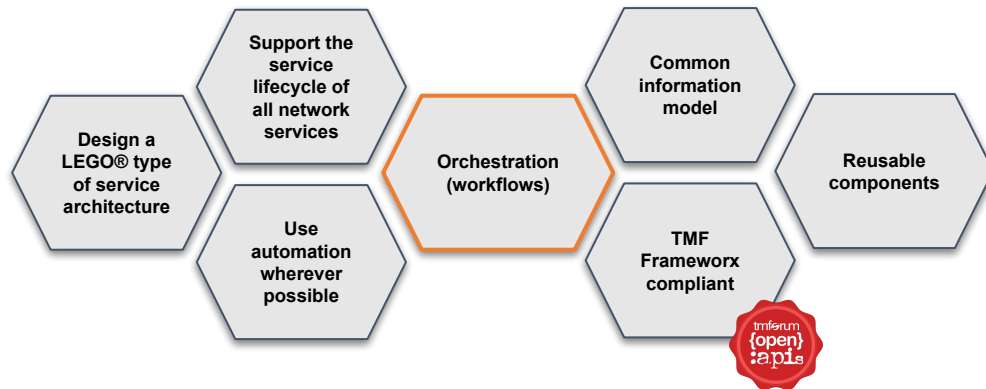 Support the
service
lifecycle of
all network
services
Common
information
model
Design a
LEGO® type
of service
architecture
Orchestration
(workflows)
Reusable
components
Use
automation
wherever
possible
TMF
Frameworx
compliant
tmforum
{open}
:apis